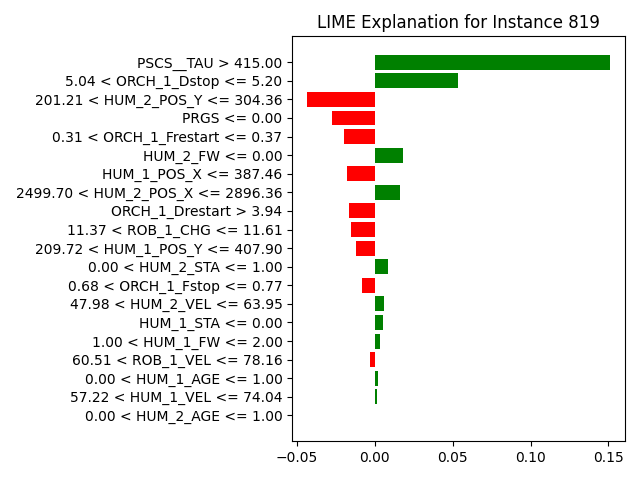 LIME Explanation for Instance 819
PSCS__TAU > 415.00
5.04 < ORCH_1_Dstop <= 5.20
201.21 < HUM_2_POS_Y <= 304.36
PRGS <= 0.00
0.31 < ORCH_1_Frestart <= 0.37
HUM_2_FW <= 0.00
HUM_1_POS_X <= 387.46
2499.70 < HUM_2_POS_X <= 2896.36
ORCH_1_Drestart > 3.94
11.37 < ROB_1_CHG <= 11.61
209.72 < HUM_1_POS_Y <= 407.90
0.00 < HUM_2_STA <= 1.00
0.68 < ORCH_1_Fstop <= 0.77
47.98 < HUM_2_VEL <= 63.95
HUM_1_STA <= 0.00
1.00 < HUM_1_FW <= 2.00
60.51 < ROB_1_VEL <= 78.16
0.00 < HUM_1_AGE <= 1.00
57.22 < HUM_1_VEL <= 74.04
0.00 < HUM_2_AGE <= 1.00
−0.05 0.00 0.05 0.10 0.15